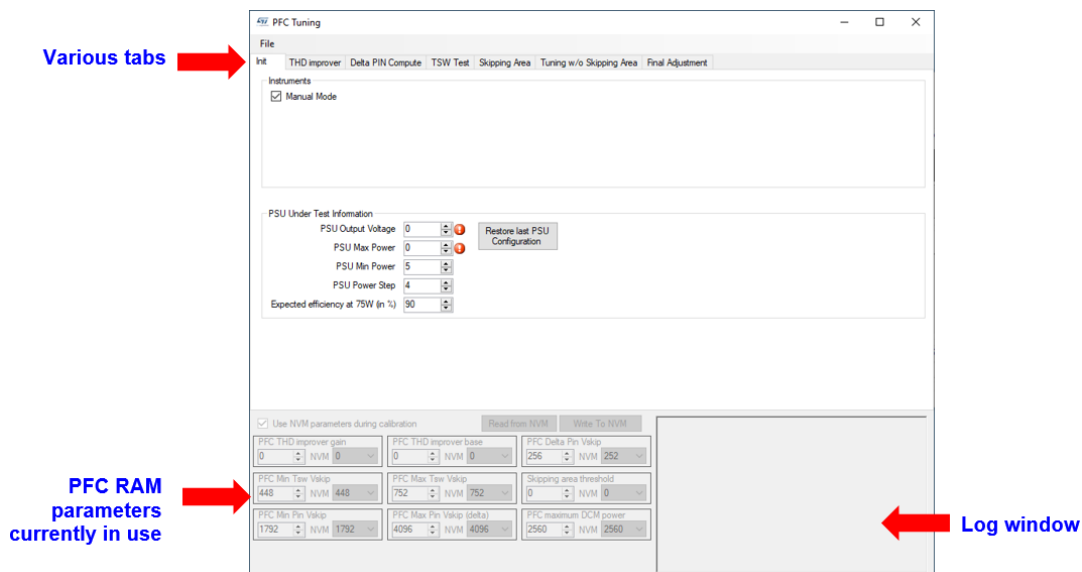 PFC Tuning
File
Various tabs
Init THD improver Delta PIN Compute TSW Test Skipping Area Tuning w/o Skipping Area Final Adjustment
Instruments
Manual Mode
PSU Under Test Information
PSU Output Voltage 0
Restore last PSU
Configuration
PSU Max Power 0
PSU Min Power 5
PSU Power Step 4
Expected efficiency at 75W (in %) 90
Use NVM parameters during calibration Read from NVM Write To NVM
PFC THD improver gain PFC THD improver base PFC Delta Pin Vskip
0 NVM 0 0 NVM 0 256 NVM 252
PFC Min Tsw Vskip PFC Max Tsw Vskip Skipping area threshold
448 NVM 448 752 NVM 752 0 NVM 0
PFC Min Pin Vskip PFC Max Pin Vskip (delta) PFC maximum DCM power
1792 NVM 1792 4096 NVM 4096 2560 NVM 2560
PFC RAM
parameters
currently in use
Log window